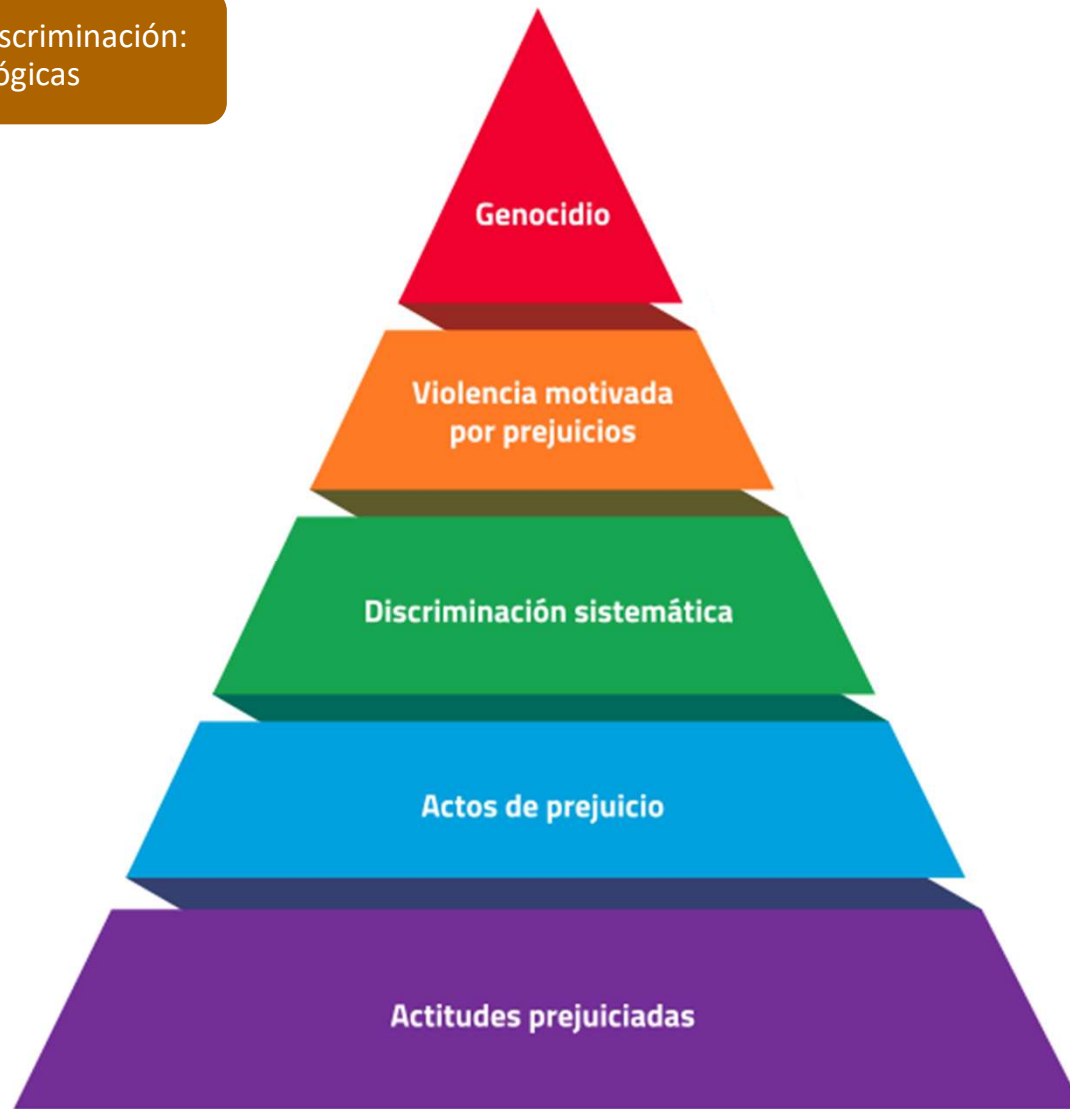 scriminación:
ógicas
Genocidio
Violencia motivada
por prejuicios
Discriminación sistemática
Actos de prejuicio
Actitudes prejuiciadas